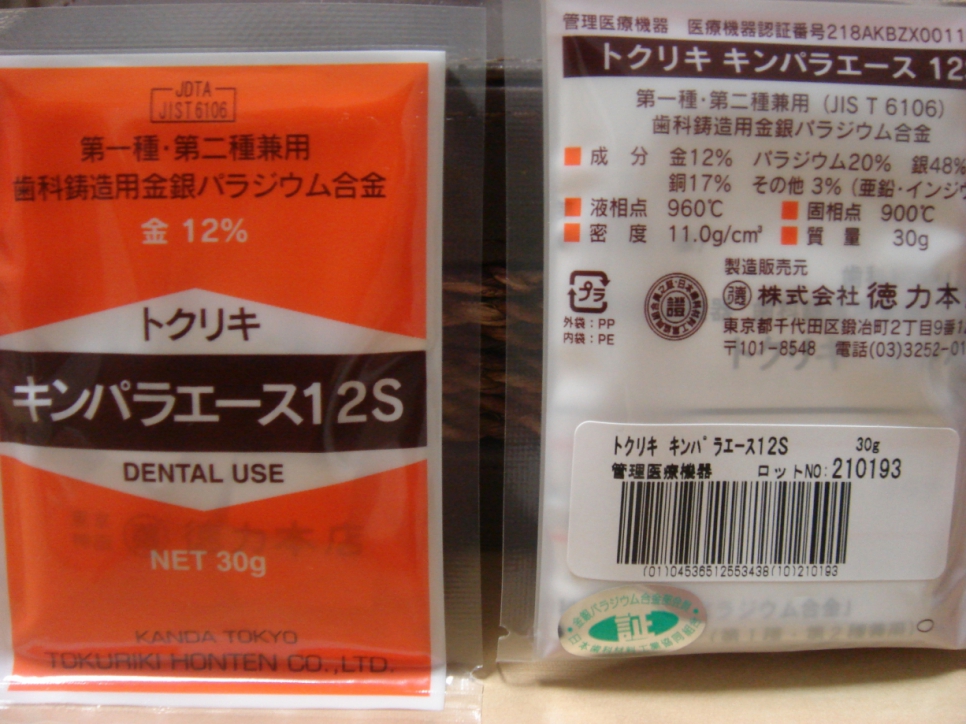 JDTA
JIS T 6106
第一種・第二種兼用
歯科鋳造用金銀パラジウム合金
金 12%
トクリキ
キンパラエース12S
DENTAL USE
NET 30g
KANDA TOKYO
TOKURIKI HONTEN CO.,LTD.
管理医療機器 医療機器認証番号218AKBZX0011
トクリキ キンパラエース 12S
第一種・第二種兼用(JIS T 6106)
歯科鋳造用金銀パラジウム合金
成 分 金12% パラジウム20% 銀48%
銅17% その他 3%(亜鉛・インジウ
液相点 960℃ 固相点 900℃
密 度 11.0g/cm³ 質 量 30g
製造販売元
株式会社 徳力本
東京都千代田区鍛冶町2丁目9番1
〒101-8548 電話(03)3252-01
プラ
外袋:PP
内袋:PE
證
トクリキ キンパラエース12S 30g
管理医療機器 ロットNO:210193
(01)04536512553438(10)210193
証